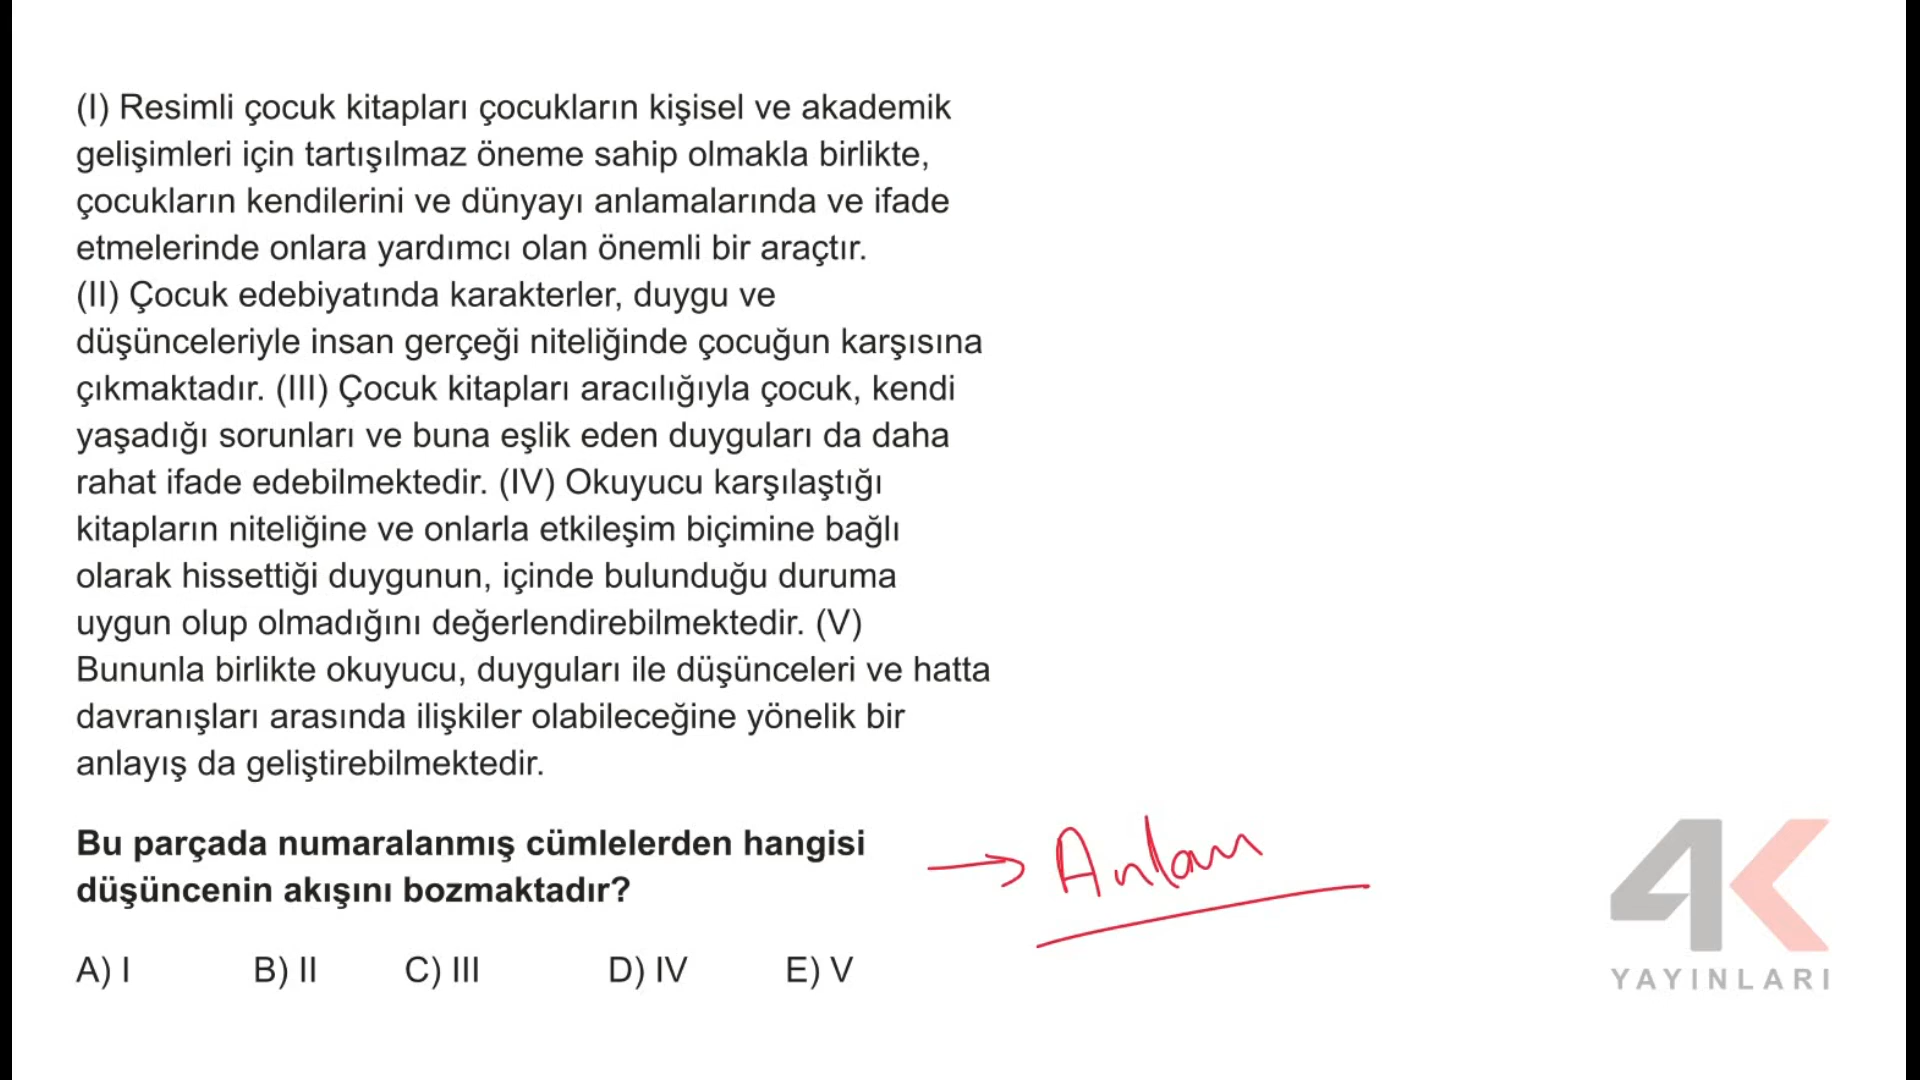 (I) Resimli çocuk kitapları çocukların kişisel ve akademik
gelişimleri için tartışılmaz öneme sahip olmakla birlikte,
çocukların kendilerini ve dünyayı anlamalarında ve ifade
etmelerinde onlara yardımcı olan önemli bir araçtır.
(II) Çocuk edebiyatında karakterler, duygu ve
düşünceleriyle insan gerçeği niteliğinde çocuğun karşısına
çıkmaktadır. (III) Çocuk kitapları aracılığıyla çocuk, kendi
yaşadığı sorunları ve buna eşlik eden duyguları da daha
rahat ifade edebilmektedir. (IV) Okuyucu karşılaştığı
kitapların niteliğine ve onlarla etkileşim biçimine bağlı
olarak hissettiği duygunun, içinde bulunduğu duruma
uygun olup olmadığını değerlendirebilmektedir. (V)
Bununla birlikte okuyucu, duyguları ile düşünceleri ve hatta
davranışları arasında ilişkiler olabileceğine yönelik bir
anlayış da geliştirebilmektedir.
Bu parçada numaralanmış cümlelerden hangisi
düşüncenin akışını bozmaktadır?
→ Anlam
A) I B) II C) III D) IV E) V
4K
YAYINLARI